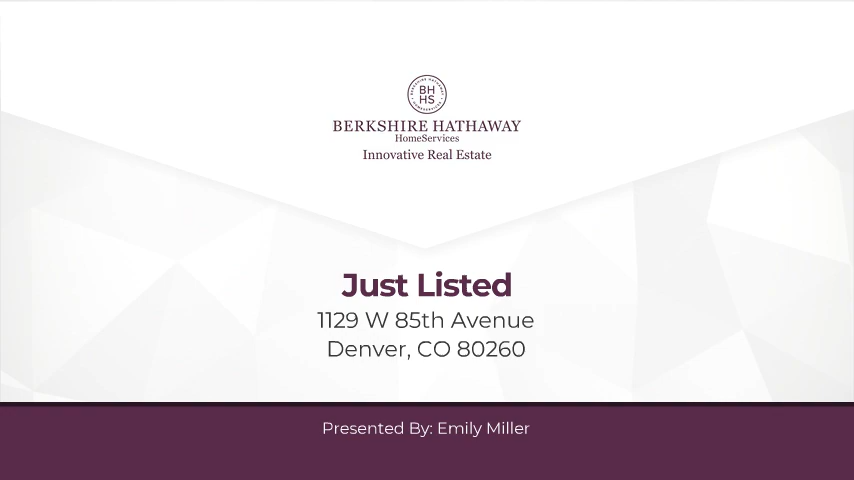 BH
HS
BERKSHIRE HATHAWAY
HomeServices
Innovative Real Estate
Just Listed
1129 W 85th Avenue
Denver, CO 80260
Presented By: Emily Miller